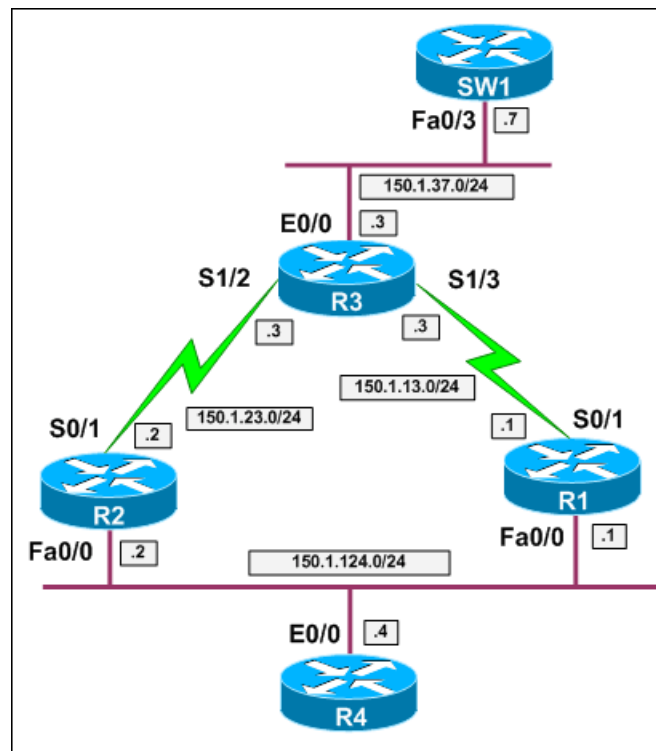 SW1
Fa0/3
.7
150.1.37.0/24
E0/0
.3
S1/2
S1/3
R3
.3
.3
150.1.13.0/24
150.1.23.0/24
S0/1
.2
.1
S0/1
R2
R1
Fa0/0
.2
Fa0/0
.1
150.1.124.0/24
E0/0
.4
R4